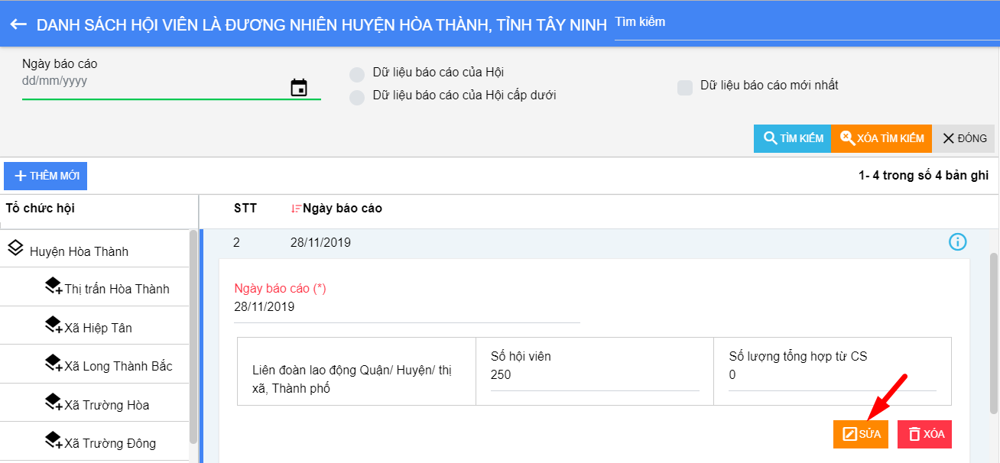 DANH SÁCH HỘI VIÊN LÀ ĐƯƠNG NHIÊN HUYỆN HÒA THÀNH, TỈNH TÂY NINH Tìm kiếm
Ngày báo cáo
dd/mm/yyyy
Dữ liệu báo cáo của Hội
Dữ liệu báo cáo của Hội cấp dưới
Dữ liệu báo cáo mới nhất
TÌM KIẾM XÓA TÌM KIẾM ĐÓNG
THÊM MỚI 1- 4 trong số 4 bản ghi
Tổ chức hội STT Ngày báo cáo
Huyện Hòa Thành
Thị trấn Hòa Thành
Xã Hiệp Tân
Xã Long Thành Bắc
Xã Trường Hòa
Xã Trường Đông
2 28/11/2019
Ngày báo cáo (*)
28/11/2019
Liên đoàn lao động Quận/ Huyện/ thị
xã, Thành phố
Số hội viên
250
Số lượng tổng hợp từ CS
0
SỬA XÓA